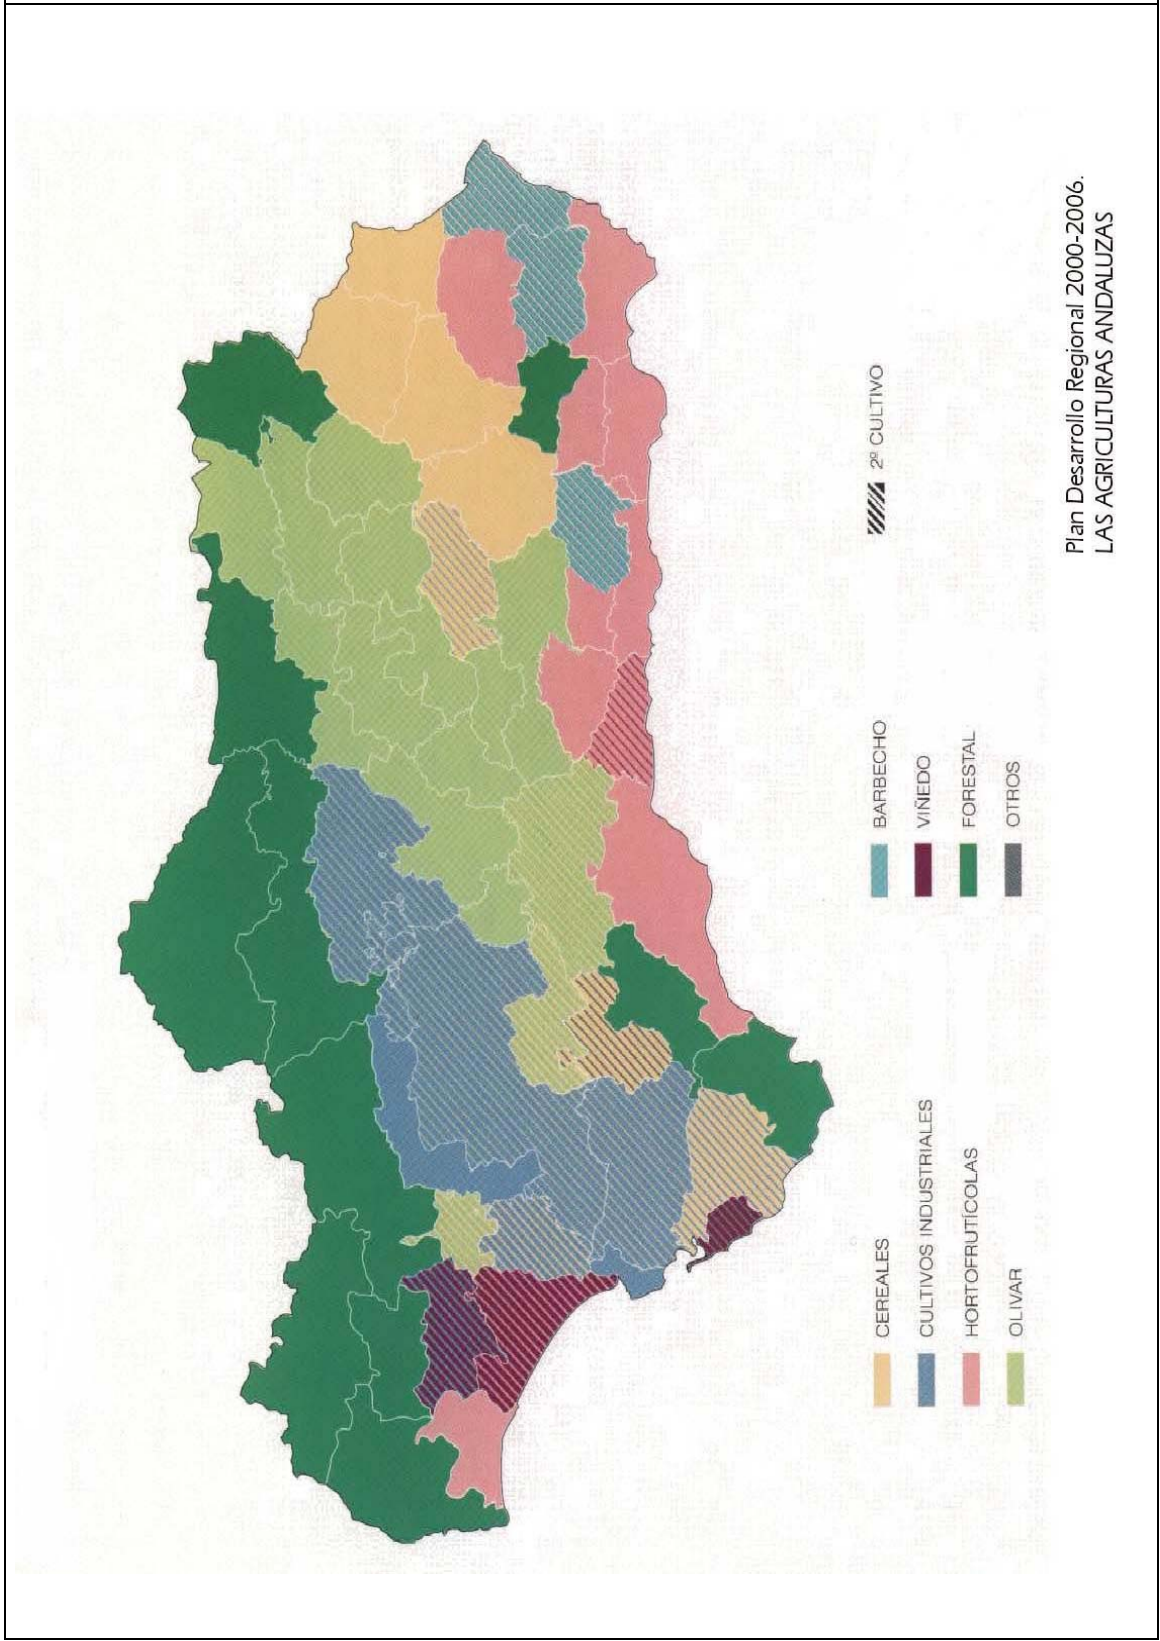 CEREALES
CULTIVOS INDUSTRIALES
HORTOFRUTÍCOLAS
OLIVAR
BARBECHO
VIÑEDO
FORESTAL
OTROS
2º CULTIVO
Plan Desarrollo Regional 2000-2006.
LAS AGRICULTURAS ANDALUZAS